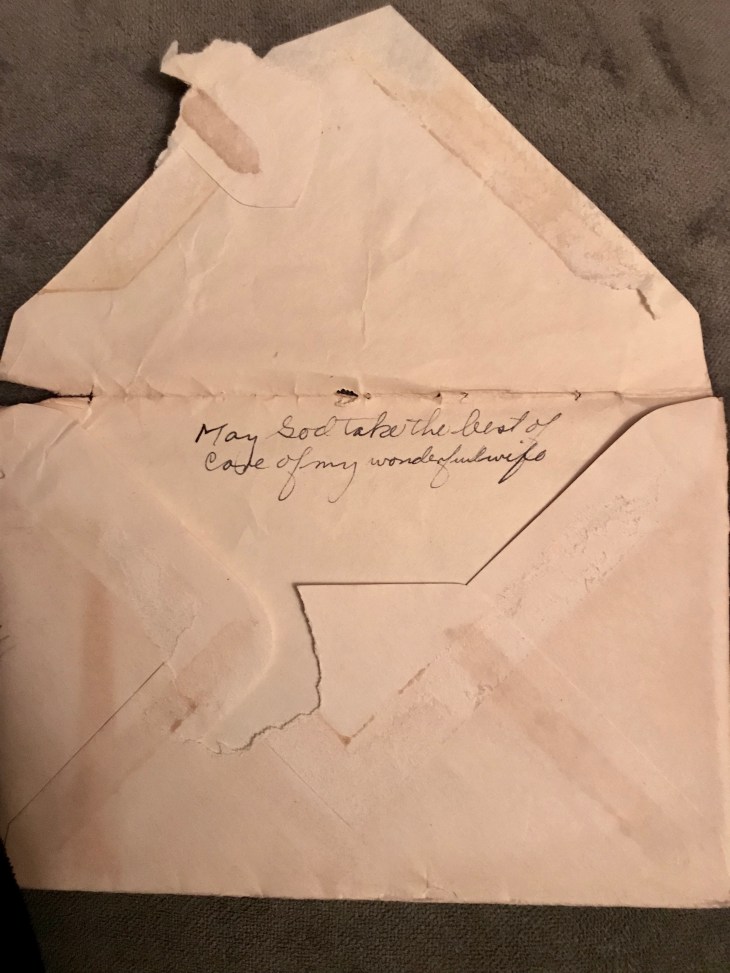 May God take the best of
care of my wonderful wife